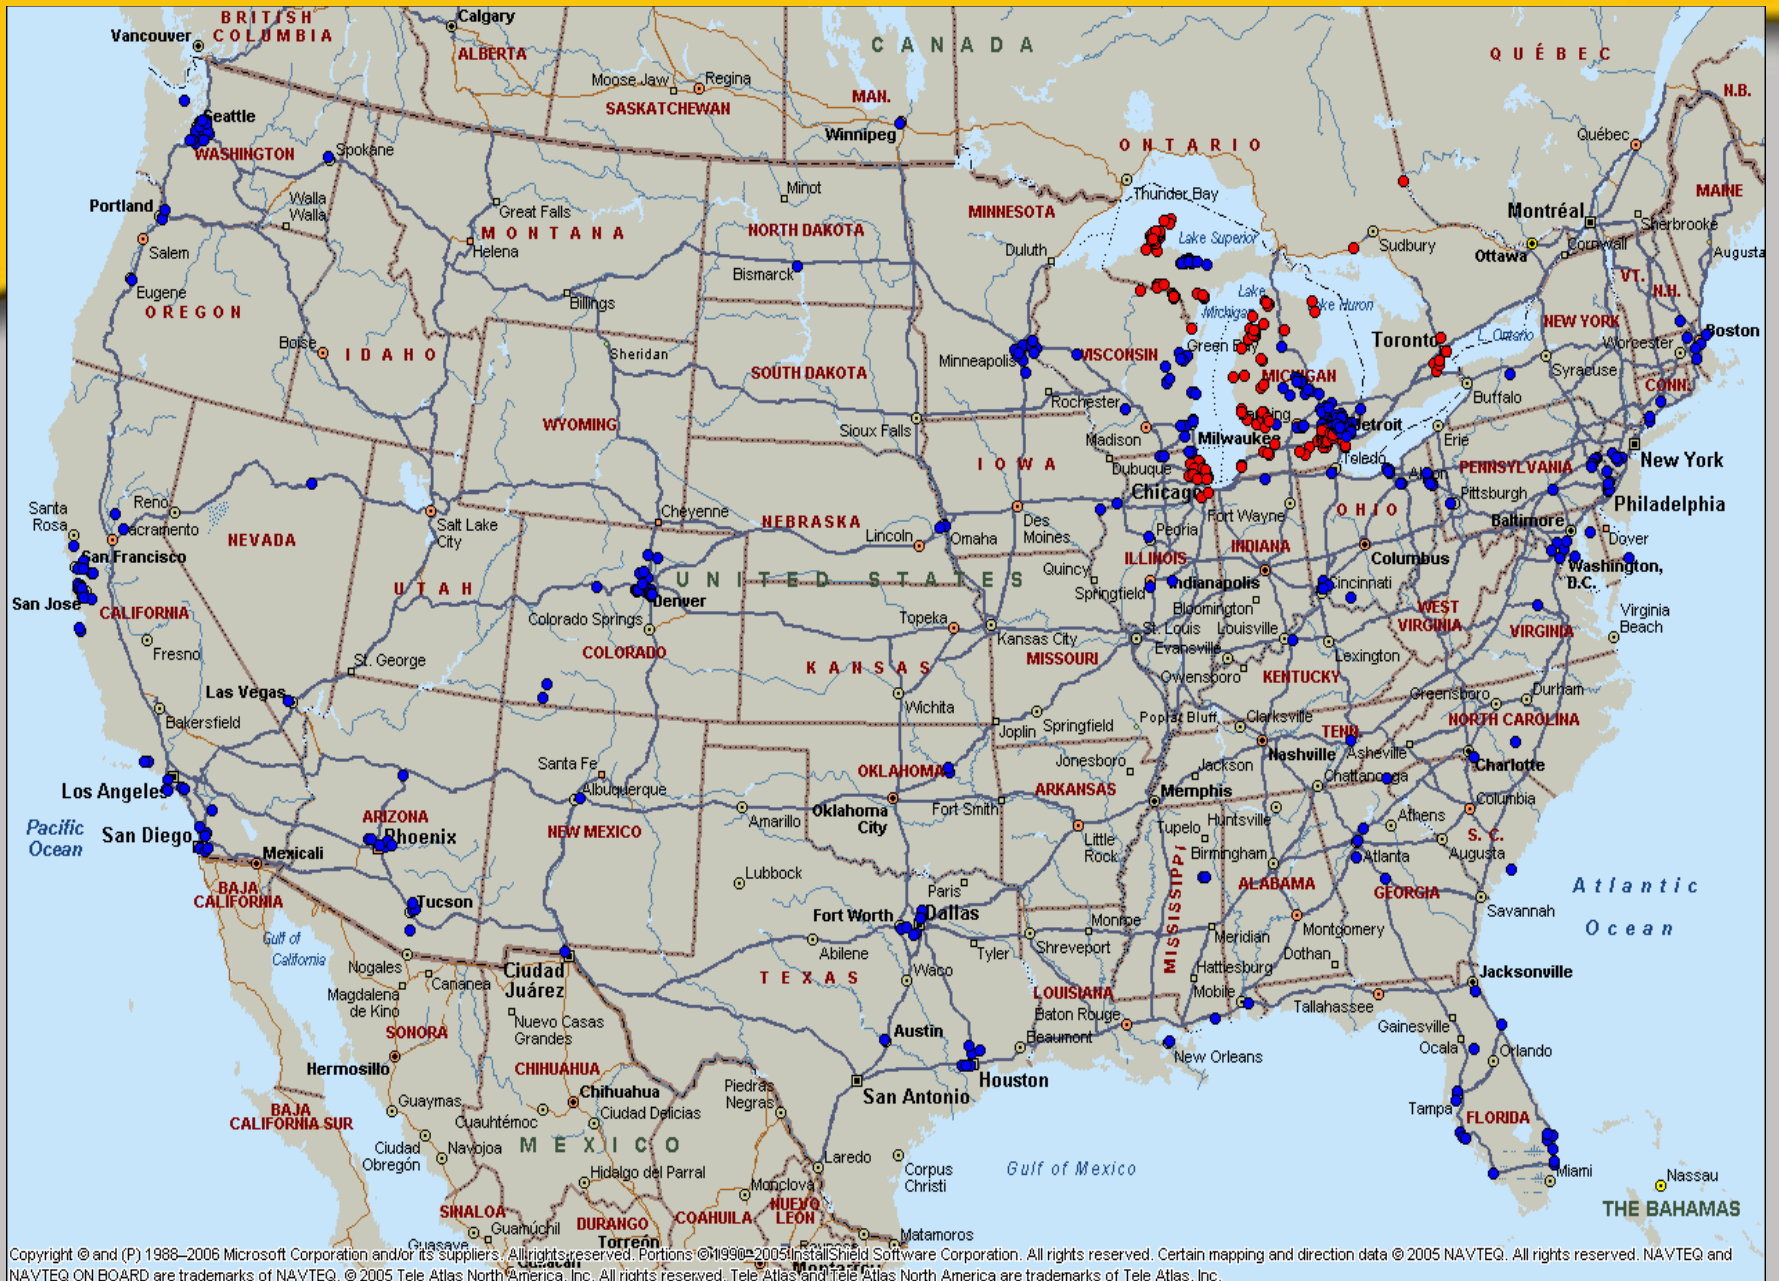 BRITISH
COLUMBIA
Calgary
Vancouver
ALBERTA
CANADA
QUÉBEC
Moose Jaw
Regina
SASKATCHEWAN
MAN.
N.B.
Seattle
Winnipeg
Québec
WASHINGTON
Spokane
ONTARIO
Thunder Bay
Minot
MAINE
Walla
Walla
Portland
Great Falls
MINNESOTA
Montréal
Sherbrooke
MONTANA
NORTH DAKOTA
Lake Superior
Salem
Helena
Duluth
Sudbury
Ottawa
Cornwall
Augusta
Bismarck
VT.
Eugene
Billings
Lake
Michigan
Lake Huron
N.H.
OREGON
NEW YORK
Boston
Boise
IDAHO
Sheridan
Minneapolis
WISCONSIN
Green Bay
Toronto
L. Ontario
Worcester
SOUTH DAKOTA
MICHIGAN
Syracuse
CONN.
Rochester
Buffalo
WYOMING
Sioux Falls
Madison
Milwaukee
Detroit
Erie
IOWA
Dubuque
Toledo
Akron
PENNSYLVANIA
New York
Chicago
Pittsburgh
Philadelphia
Santa
Rosa
Reno
Sacramento
Salt Lake
City
Cheyenne
NEBRASKA
Lincoln
Omaha
Des
Moines
Peoria
Fort Wayne
OHIO
Baltimore
Dover
NEVADA
San Francisco
ILLINOIS
INDIANA
Columbus
Washington,
D.C.
UTAH
UNITED STATES
Quincy
Springfield
Indianapolis
Cincinnati
San Jose
CALIFORNIA
Denver
Bloomington
WEST
VIRGINIA
Virginia
Beach
Colorado Springs
Topeka
Kansas City
St. Louis
Louisville
VIRGINIA
Fresno
COLORADO
KANSAS
MISSOURI
Evansville
Lexington
St. George
Owensboro
KENTUCKY
Las Vegas
Wichita
Greensboro
Durham
Bakersfield
Joplin
Springfield
Poplar Bluff
Clarksville
NORTH CAROLINA
TENN.
Asheville
Nashville
Santa Fe
OKLAHOMA
Jonesboro
Jackson
Chattanooga
Charlotte
Los Angeles
Albuquerque
Amarillo
Oklahoma
City
Fort Smith
ARKANSAS
Memphis
Huntsville
Columbia
ARIZONA
Pacific
Ocean
San Diego
Phoenix
NEW MEXICO
Little
Rock
Tupelo
Athens
S. C.
Mexicali
Birmingham
Atlanta
Augusta
BAJA
CALIFORNIA
Lubbock
Paris
ALABAMA
GEORGIA
Atlantic
Ocean
Tucson
Fort Worth
Dallas
Monroe
MISSISSIPPI
Savannah
Gulf of
California
Abilene
Tyler
Shreveport
Meridian
Montgomery
Nogales
Cananea
Ciudad
Juárez
TEXAS
Waco
Hattiesburg
Dothan
Jacksonville
Magdalena
de Kino
LOUISIANA
Mobile
Tallahassee
SONORA
Nuevo Casas
Grandes
Austin
Baton Rouge
Beaumont
Gainesville
Ocala
Orlando
Hermosillo
CHIHUAHUA
New Orleans
Houston
San Antonio
Chihuahua
Piedras
Negras
Guaymas
Ciudad Delicias
BAJA
CALIFORNIA SUR
Cuauhtémoc
Tampa
FLORIDA
Ciudad
Obregón
Navojoa
MEXICO
Laredo
Corpus
Christi
Gulf of Mexico
Hidalgo del Parral
Monclova
Miami
Nassau
SINALOA
DURANGO
COAHUILA
NUEVO
LEÓN
THE BAHAMAS
Guamúchil
Guasave
Torreón
Matamoros
Copyright © and (P) 1988–2006 Microsoft Corporation and/or its suppliers. All rights reserved. Portions © 1990–2005 InstallShield Software Corporation. All rights reserved. Certain mapping and direction data © 2005 NAVTEQ. All rights reserved. NAVTEQ and
NAVTEQ ON BOARD are trademarks of NAVTEQ. © 2005 Tele Atlas North America, Inc. All rights reserved. Tele Atlas and Tele Atlas North America are trademarks of Tele Atlas, Inc.
Culiacán
Monterrey